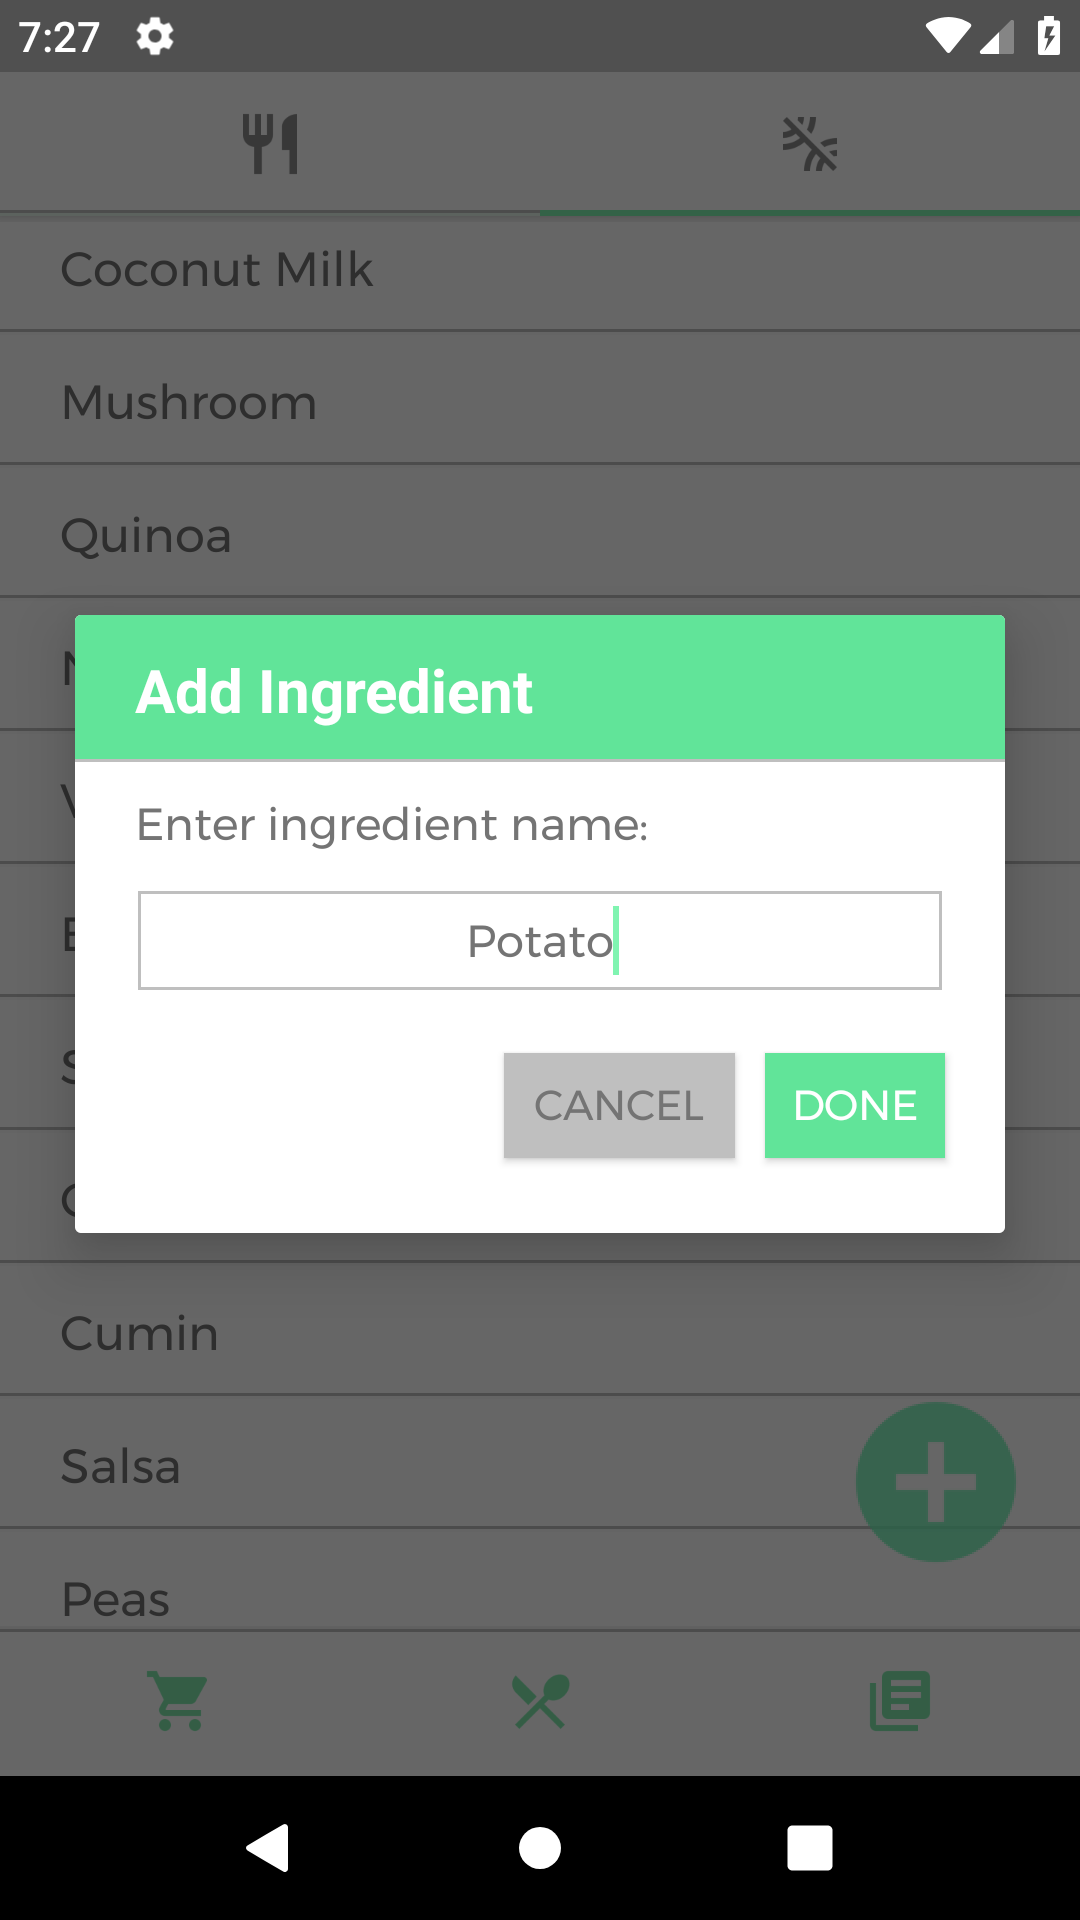 7:27
Coconut Milk
Mushroom
Quinoa
Add Ingredient
Enter ingredient name:
Potato
CANCEL DONE
Cumin
Salsa
Peas